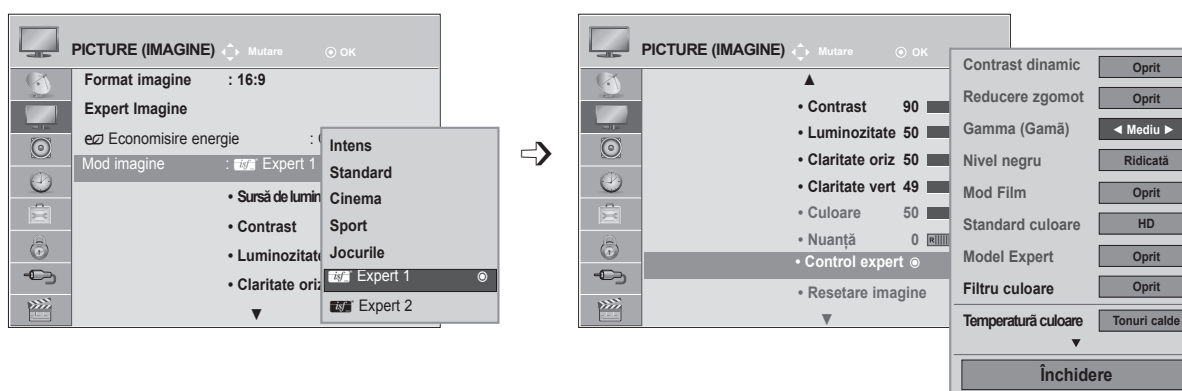 PICTURE (IMAGINE) Mutare OK
Format imagine : 16:9
Expert Imagine
Economisire energie :
Mod imagine : isf Expert 1
• Sursă de lumin
• Contrast
• Luminozitate
• Claritate oriz
▼
Intens
Standard
Cinema
Sport
Jocurile
isf Expert 1
isf Expert 2
PICTURE (IMAGINE) Mutare OK
▲
• Contrast 90
• Luminozitate 50
• Claritate oriz 50
• Claritate vert 49
• Culoare 50
• Nuanță 0 R
• Control expert
• Resetare imagine
▼
Contrast dinamic Oprit
Reducere zgomot Oprit
Gamma (Gamă) ◄ Mediu ►
Nivel negru Ridicată
Mod Film Oprit
Standard culoare HD
Model Expert Oprit
Filtru culoare Oprit
Temperatură culoare Tonuri calde
▼
Închidere